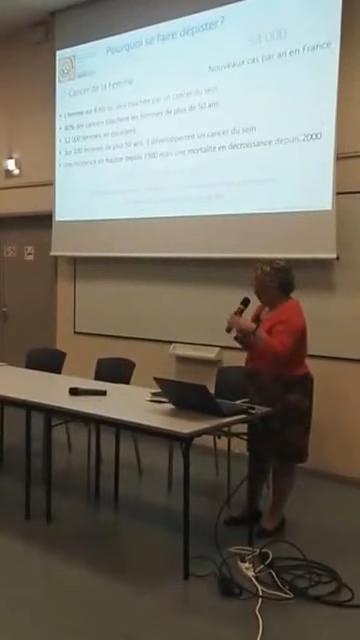 Pourquoi se faire dépister?
54 000
Nouveaux cas par an en France
Cancer de la Femme
1 femme sur 8 est ou sera touchée par un cancer du sein
80% des cancers touchent les femmes de plus de 50 ans
12 000 femmes en décèdent
Sur 100 femmes de plus 50 ans, développeront un cancer du sein
Une incidence en hausse depuis 1980 mais une mortalité en décroissance depuis 2000